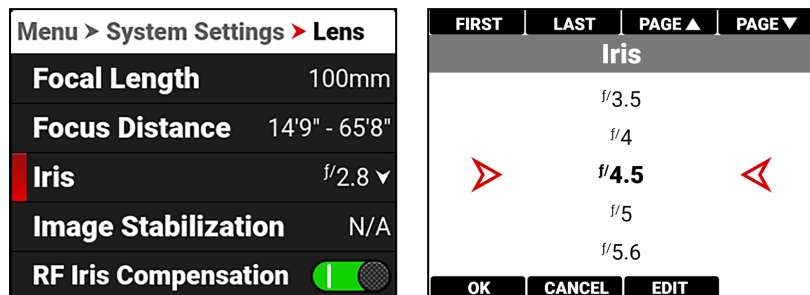 Menu > System Settings > Lens
Focal Length 100mm
Focus Distance 14'9" - 65'8"
Iris f/2.8
Image Stabilization N/A
RF Iris Compensation
FIRST LAST PAGE▲ PAGE▼
Iris
f/3.5
f/4
f/4.5
f/5
f/5.6
OK CANCEL EDIT